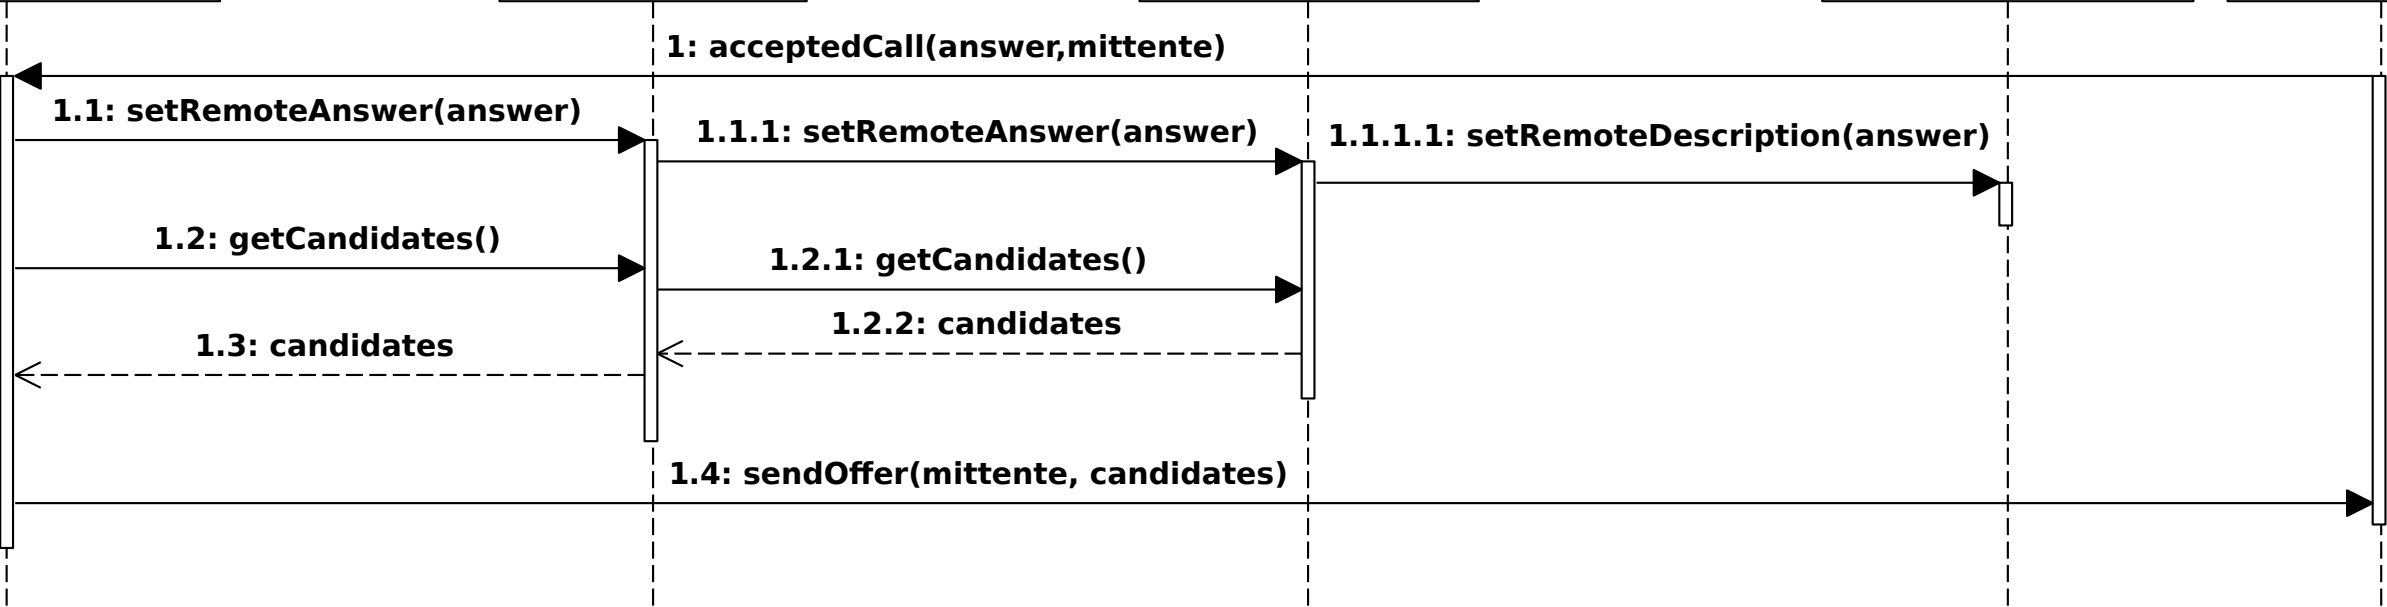 1: acceptedCall(answer,mittente)
1.1: setRemoteAnswer(answer)
1.1.1: setRemoteAnswer(answer)
1.1.1.1: setRemoteDescription(answer)
1.2: getCandidates()
1.2.1: getCandidates()
1.2.2: candidates
1.3: candidates
1.4: sendOffer(mittente, candidates)